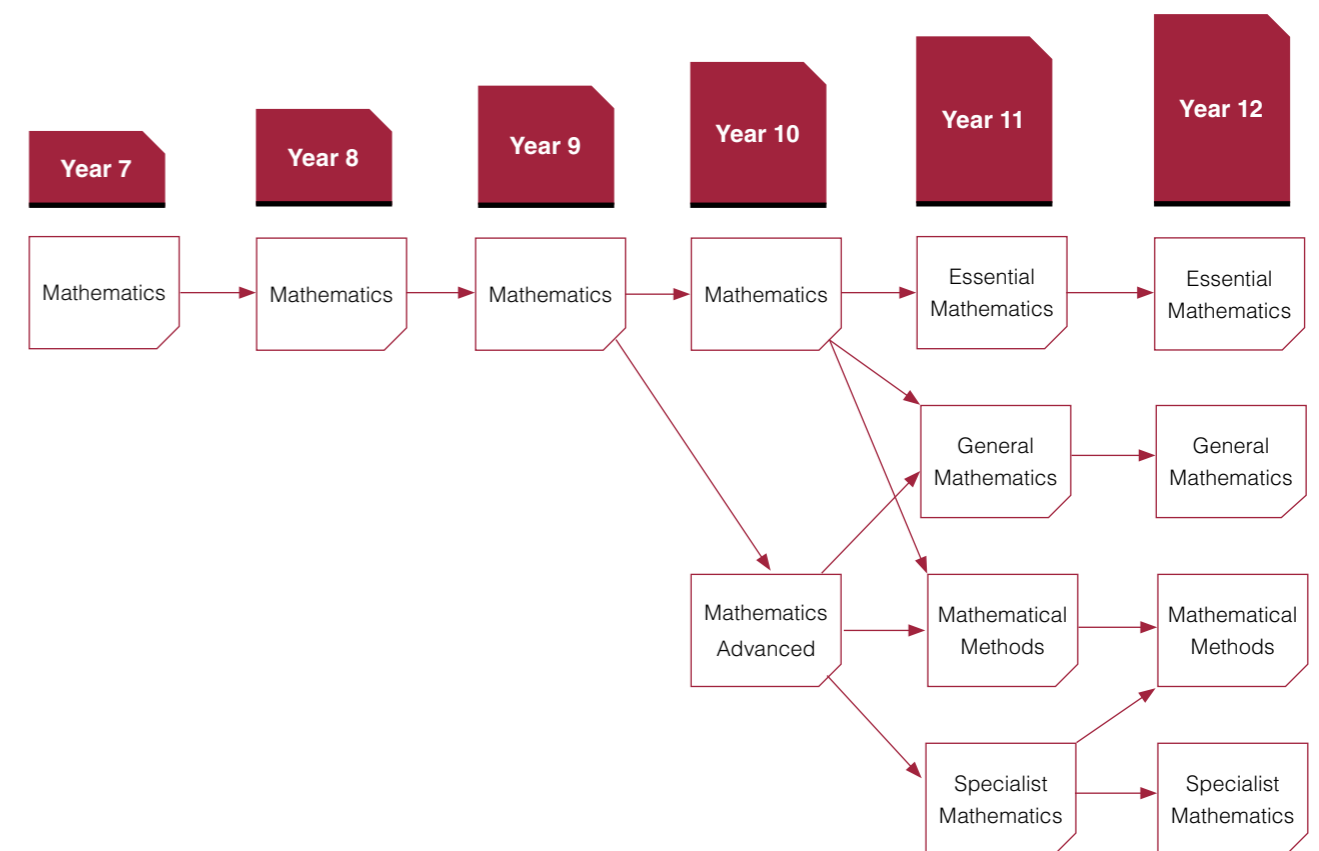 Year 7
Year 8
Year 9
Year 10
Year 11
Year 12
Mathematics
Mathematics
Mathematics
Mathematics
Essential
Mathematics
Essential
Mathematics
General
Mathematics
General
Mathematics
Mathematics
Advanced
Mathematical
Methods
Mathematical
Methods
Specialist
Mathematics
Specialist
Mathematics